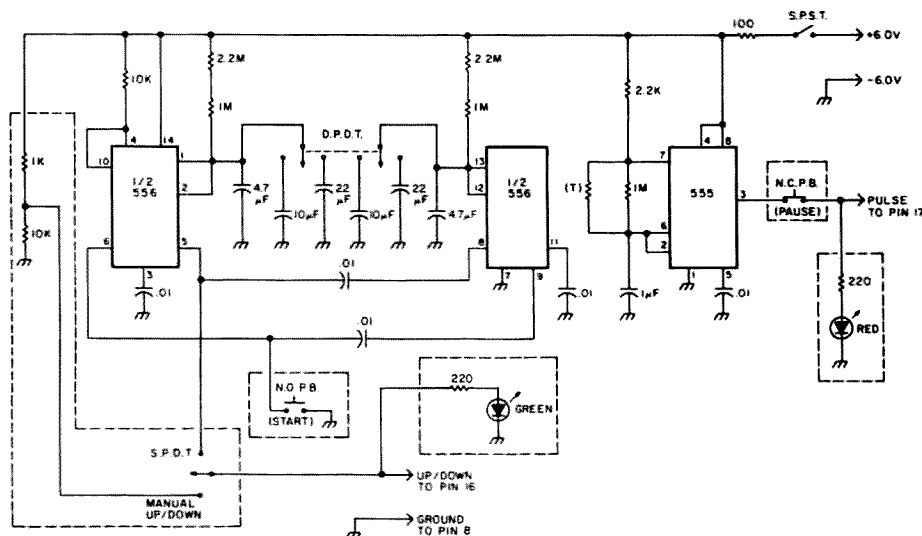 100
S.P.S.T.
+6.0V
-6.0V
10K
2.2M
1M
D.P.D.T.
2.2M
1M
2.2K
4
14
10
1
2
1/2
556
6
5
3
.01
1K
10K
4.7
µF
10µF
22
µF
10µF
22
µF
4.7µF
13
12
1/2
556
8
11
7
9
.01
.01
.01
(T)
1M
1µF
4
8
7
555
3
6
2
1
5
.01
N.C.P.B.
(PAUSE)
PULSE
TO PIN 17
220
RED
N.O.P.B.
(START)
220
GREEN
S.P.D.T
MANUAL
UP/DOWN
UP/DOWN
TO PIN 16
GROUND
TO PIN 8